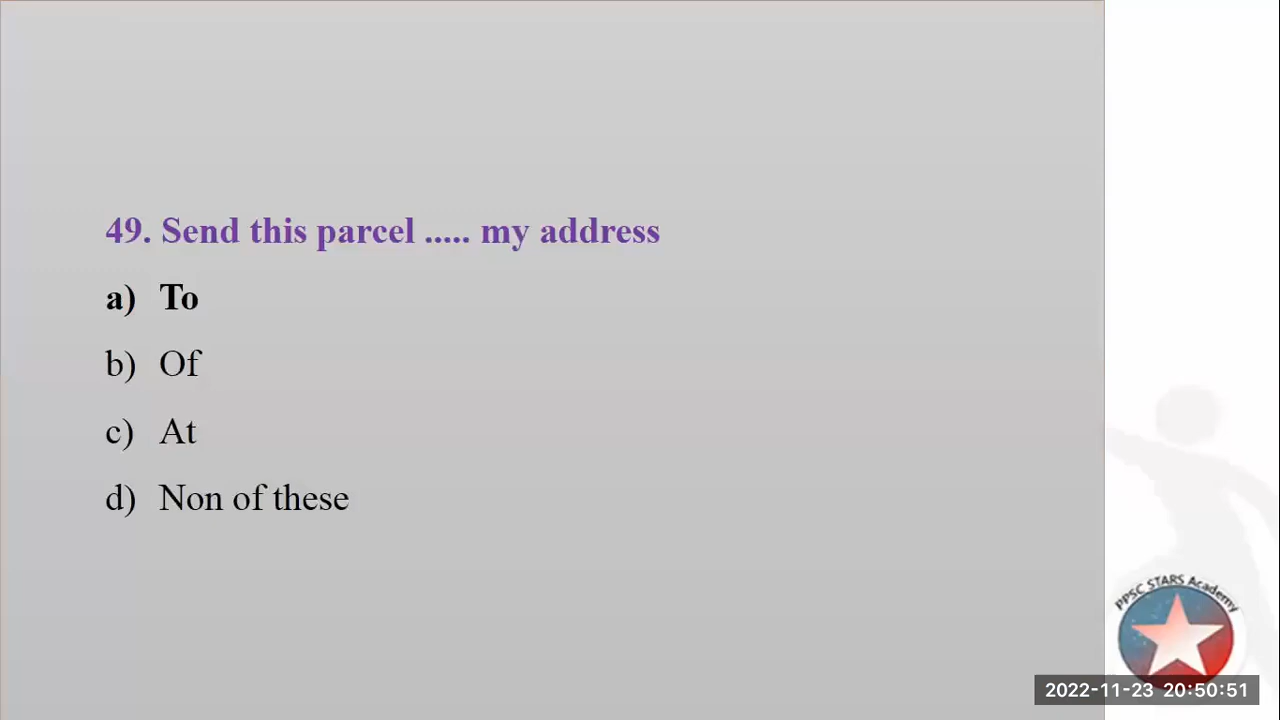 49. Send this parcel ..... my address
a) To
b) Of
c) At
d) Non of these
PPSC STARS Academy
2022-11-23 20:50:51